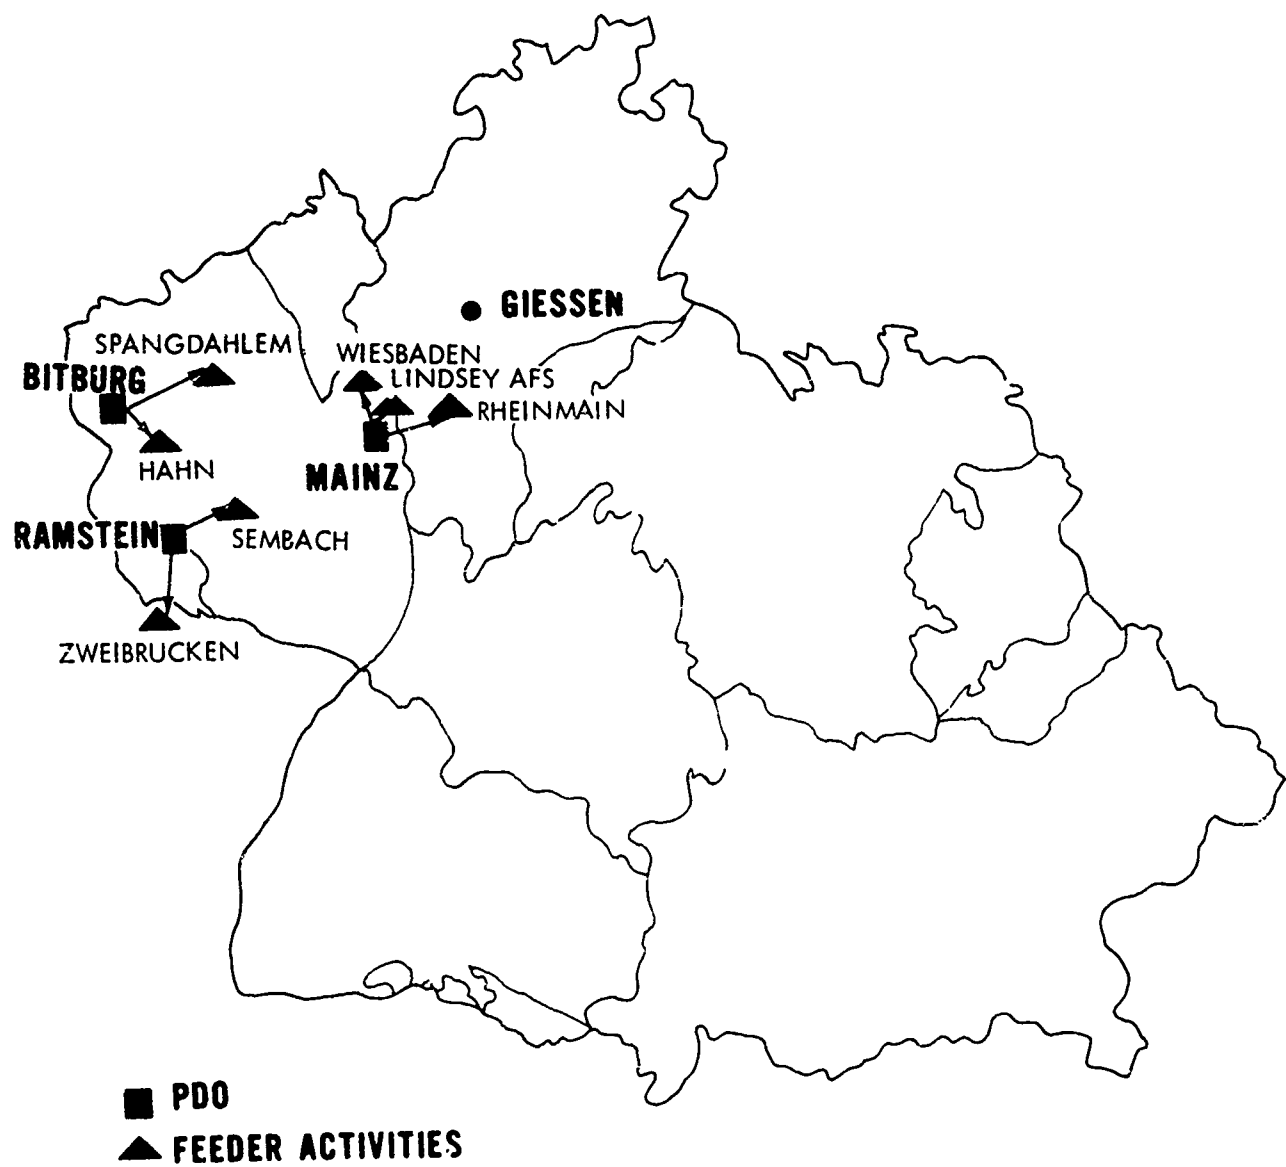 GIESSEN
SPANGDAHLEM
WIESBADEN
BITBURG
LINDSEY AFS
RHEINMAIN
HAHN
MAINZ
RAMSTEIN
SEMBACH
ZWEIBRUCKEN
PDO
FEEDER ACTIVITIES